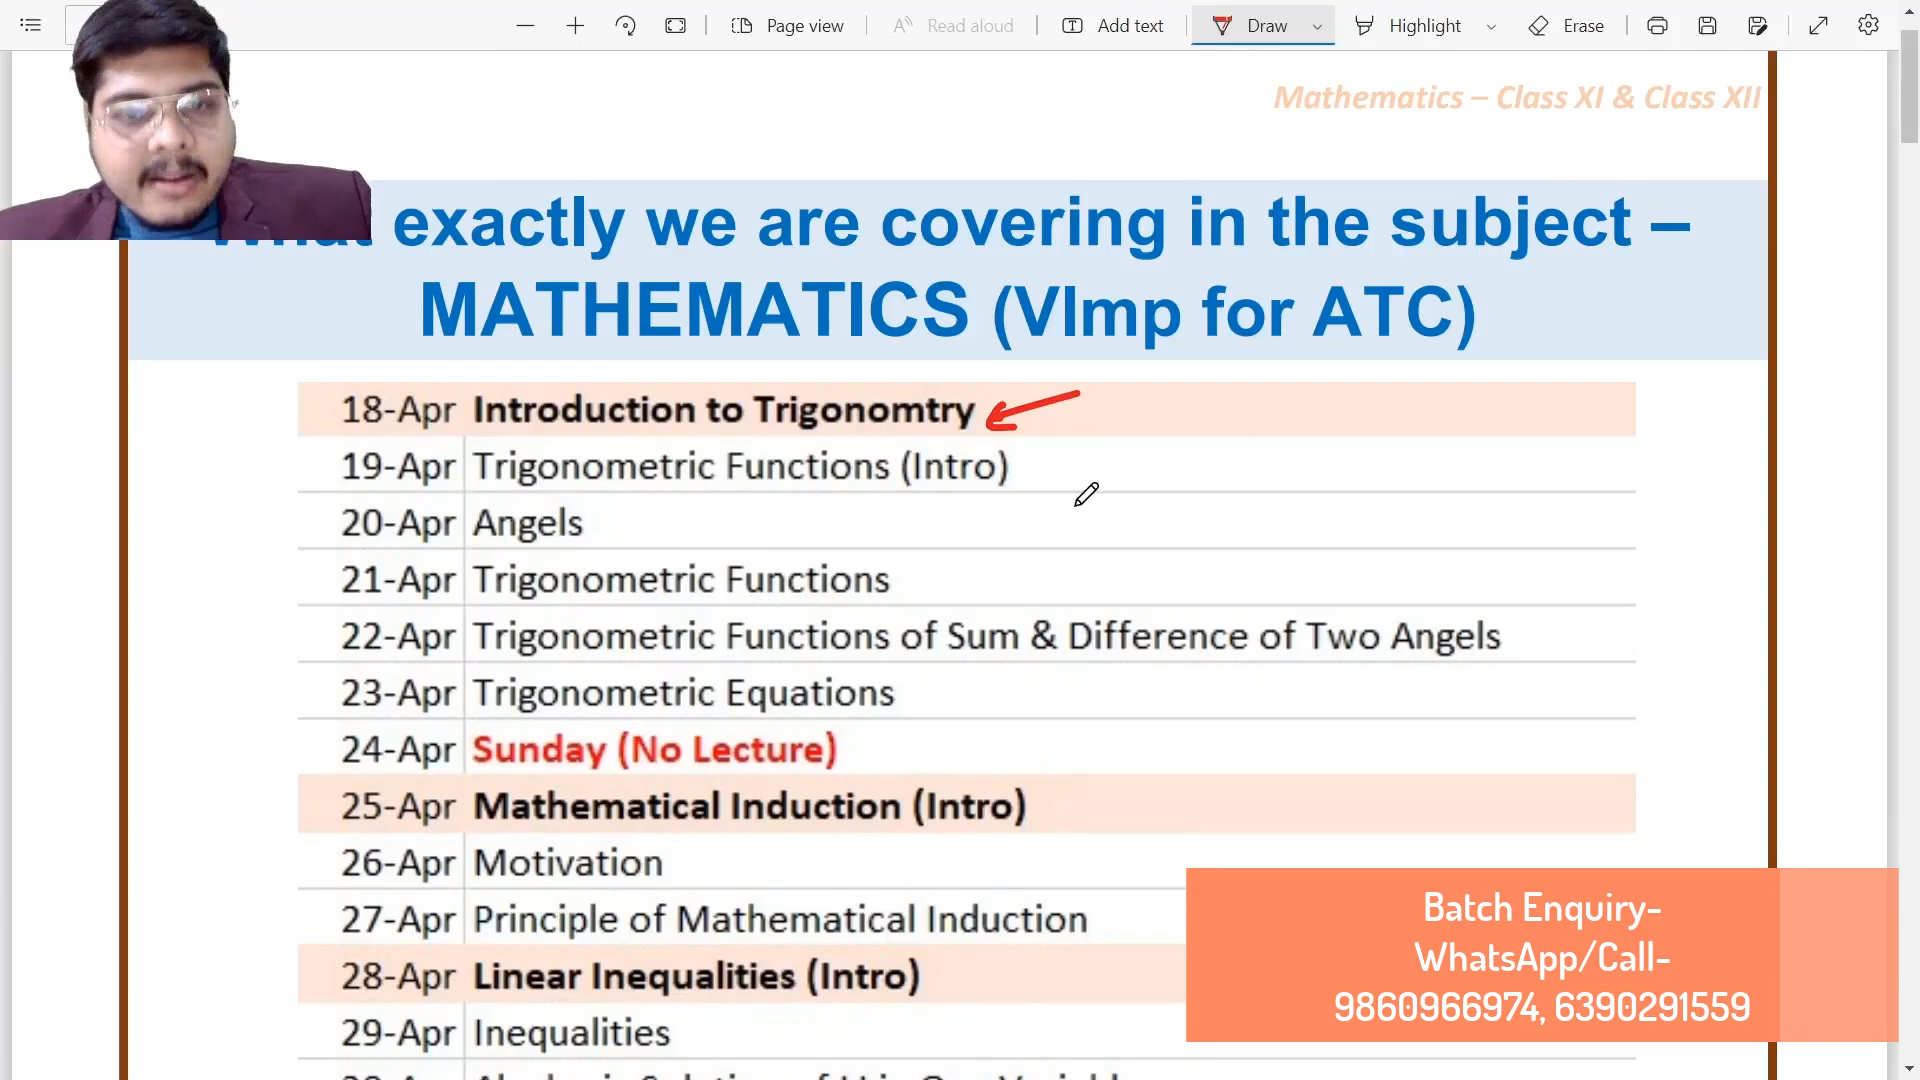 Page view
Read aloud
Add text
Draw
Highlight
Erase
Mathematics – Class XI & Class XII
exactly we are covering in the subject –
MATHEMATICS (VImp for ATC)
18-Apr Introduction to Trigonomtry
19-Apr Trigonometric Functions (Intro)
20-Apr Angels
21-Apr Trigonometric Functions
22-Apr Trigonometric Functions of Sum & Difference of Two Angels
23-Apr Trigonometric Equations
24-Apr Sunday (No Lecture)
25-Apr Mathematical Induction (Intro)
26-Apr Motivation
27-Apr Principle of Mathematical Induction
28-Apr Linear Inequalities (Intro)
29-Apr Inequalities
Batch Enquiry-
WhatsApp/Call-
9860966974, 6390291559